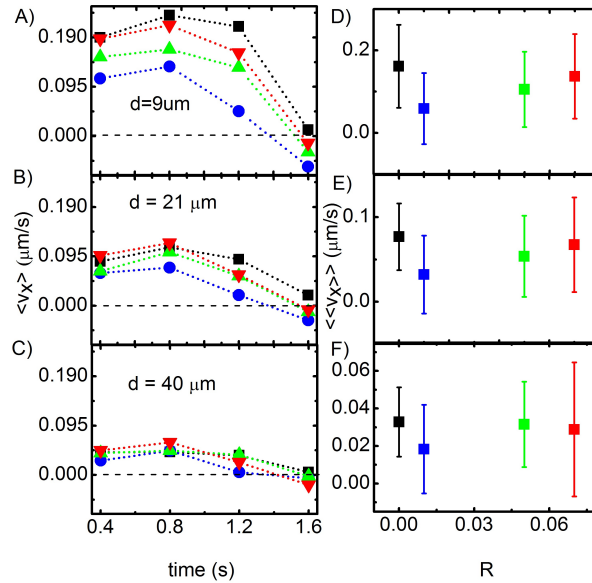 A)
0.190
0.095
0.000
d=9um
B)
0.190
0.095
0.000
d = 21 μm
<v_X> (μm/s)
C)
0.190
0.095
0.000
d = 40 μm
0.4 0.8 1.2 1.6
time (s)
D)
0.2
0.0
E)
0.1
0.0
<<v_X>> (μm/s)
F)
0.06
0.04
0.02
0.00
0.00 0.03 0.06
R